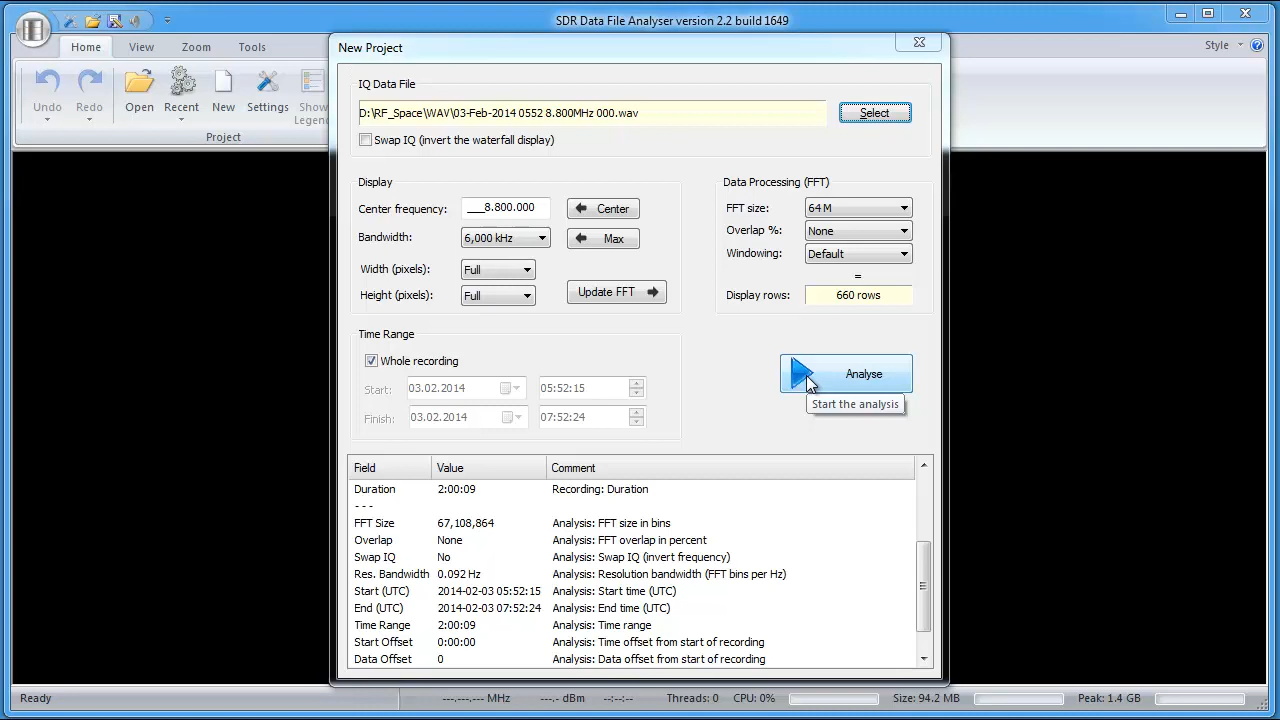 SDR Data File Analyser version 2.2 build 1649
Home View Zoom Tools
Style
Undo Redo Open Recent New Settings Show Legend
Project
New Project
IQ Data File
D:\RF_Space\WAV\03-Feb-2014 0552 8.800MHz 000.wav
Select
Swap IQ (invert the waterfall display)
Display
Center frequency: __8.800.000 Center
Bandwidth: 6,000 kHz Max
Width (pixels): Full
Height (pixels): Full Update FFT
Data Processing (FFT)
FFT size: 64 M
Overlap %: None
Windowing: Default
=
Display rows: 660 rows
Time Range
Whole recording
Start: 03.02.2014 05:52:15
Finish: 03.02.2014 07:52:24
Analyse
Start the analysis
Field Value Comment
Duration 2:00:09 Recording: Duration
- - -
FFT Size 67,108,864 Analysis: FFT size in bins
Overlap None Analysis: FFT overlap in percent
Swap IQ No Analysis: Swap IQ (invert frequency)
Res. Bandwidth 0.092 Hz Analysis: Resolution bandwidth (FFT bins per Hz)
Start (UTC) 2014-02-03 05:52:15 Analysis: Start time (UTC)
End (UTC) 2014-02-03 07:52:24 Analysis: End time (UTC)
Time Range 2:00:09 Analysis: Time range
Start Offset 0:00:00 Analysis: Time offset from start of recording
Data Offset 0 Analysis: Data offset from start of recording
Ready ---,---.--- MHz ---.- dBm --:--:-- Threads: 0 CPU: 0% Size: 94.2 MB Peak: 1.4 GB